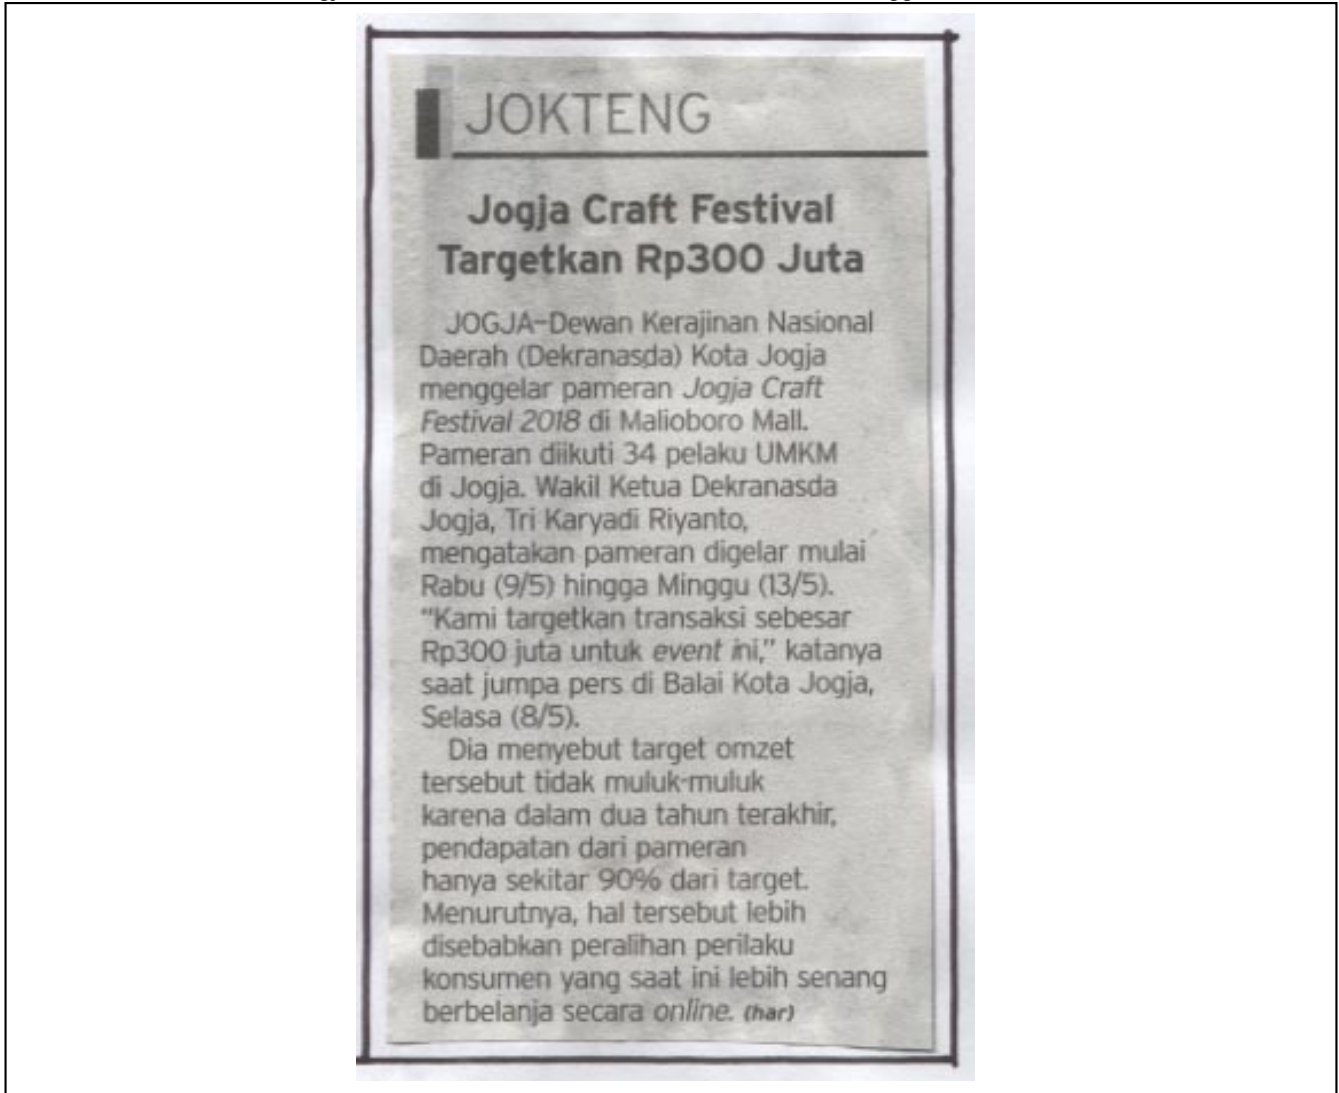 JOKTENG
Jogja Craft Festival
Targetkan Rp300 Juta
JOGJA–Dewan Kerajinan Nasional
Daerah (Dekranasda) Kota Jogja
menggelar pameran Jogja Craft
Festival 2018 di Malioboro Mall.
Pameran diikuti 34 pelaku UMKM
di Jogja. Wakil Ketua Dekranasda
Jogja, Tri Karyadi Riyanto,
mengatakan pameran digelar mulai
Rabu (9/5) hingga Minggu (13/5).
"Kami targetkan transaksi sebesar
Rp300 juta untuk event ini," katanya
saat jumpa pers di Balai Kota Jogja,
Selasa (8/5).
Dia menyebut target omzet
tersebut tidak muluk-muluk
karena dalam dua tahun terakhir,
pendapatan dari pameran
hanya sekitar 90% dari target.
Menurutnya, hal tersebut lebih
disebabkan peralihan perilaku
konsumen yang saat ini lebih senang
berbelanja secara online. (har)